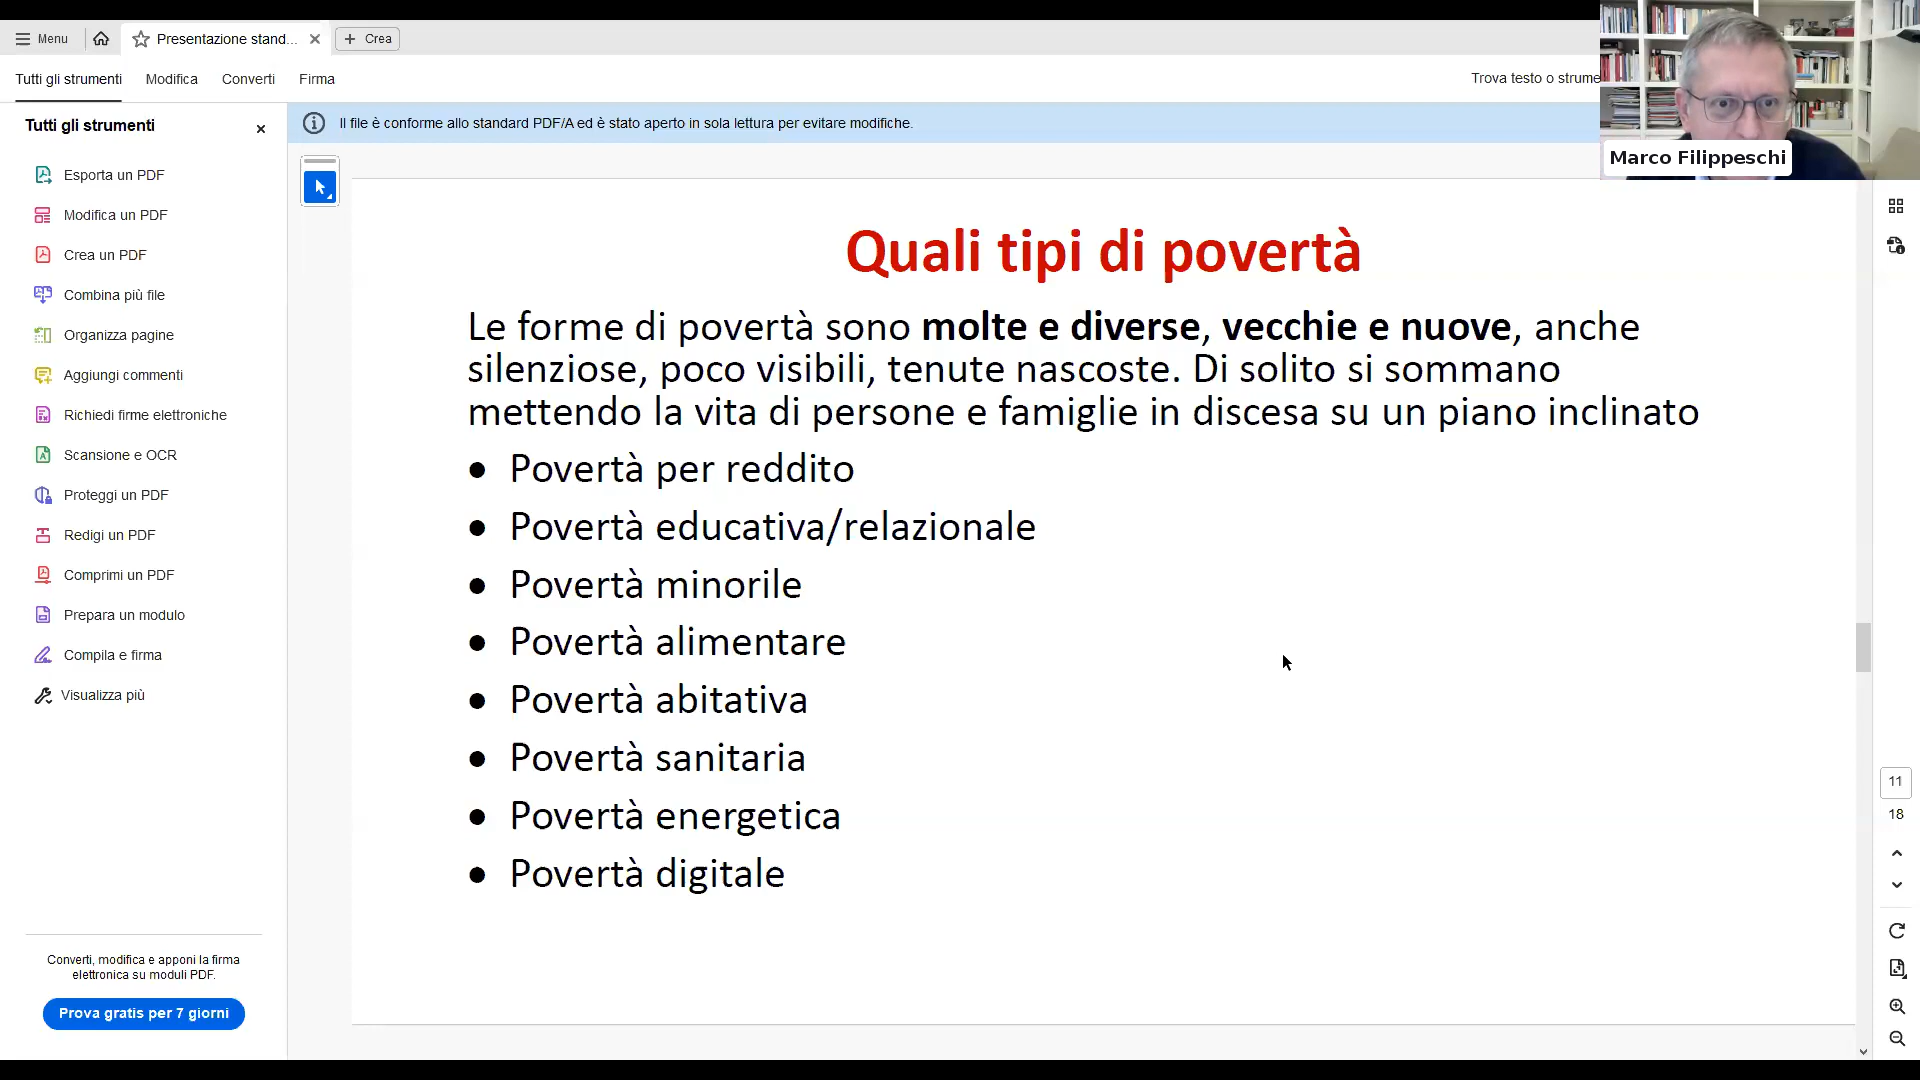 Menu
Presentazione stand...
Crea
Tutti gli strumenti
Modifica
Converti
Firma
Trova testo o strume
Marco Filippeschi
Tutti gli strumenti
Esporta un PDF
Modifica un PDF
Crea un PDF
Combina più file
Organizza pagine
Aggiungi commenti
Richiedi firme elettroniche
Scansione e OCR
Proteggi un PDF
Redigi un PDF
Comprimi un PDF
Prepara un modulo
Compila e firma
Visualizza più
Converti, modifica e apponi la firma
elettronica su moduli PDF.
Prova gratis per 7 giorni
Il file è conforme allo standard PDF/A ed è stato aperto in sola lettura per evitare modifiche.
Quali tipi di povertà
Le forme di povertà sono molte e diverse, vecchie e nuove, anche
silenziose, poco visibili, tenute nascoste. Di solito si sommano
mettendo la vita di persone e famiglie in discesa su un piano inclinato
• Povertà per reddito
• Povertà educativa/relazionale
• Povertà minorile
• Povertà alimentare
• Povertà abitativa
• Povertà sanitaria
• Povertà energetica
• Povertà digitale
11
18